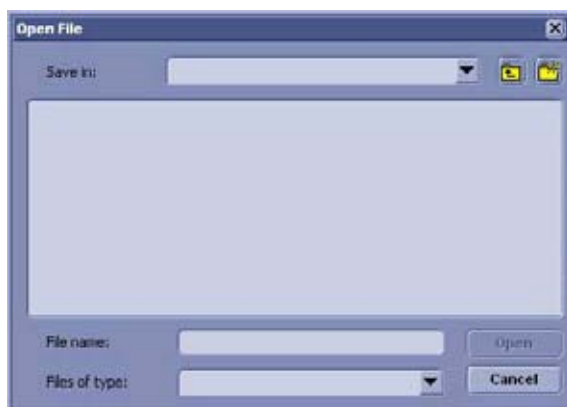 Open File
Save in:
File name:
Open
Files of type:
Cancel